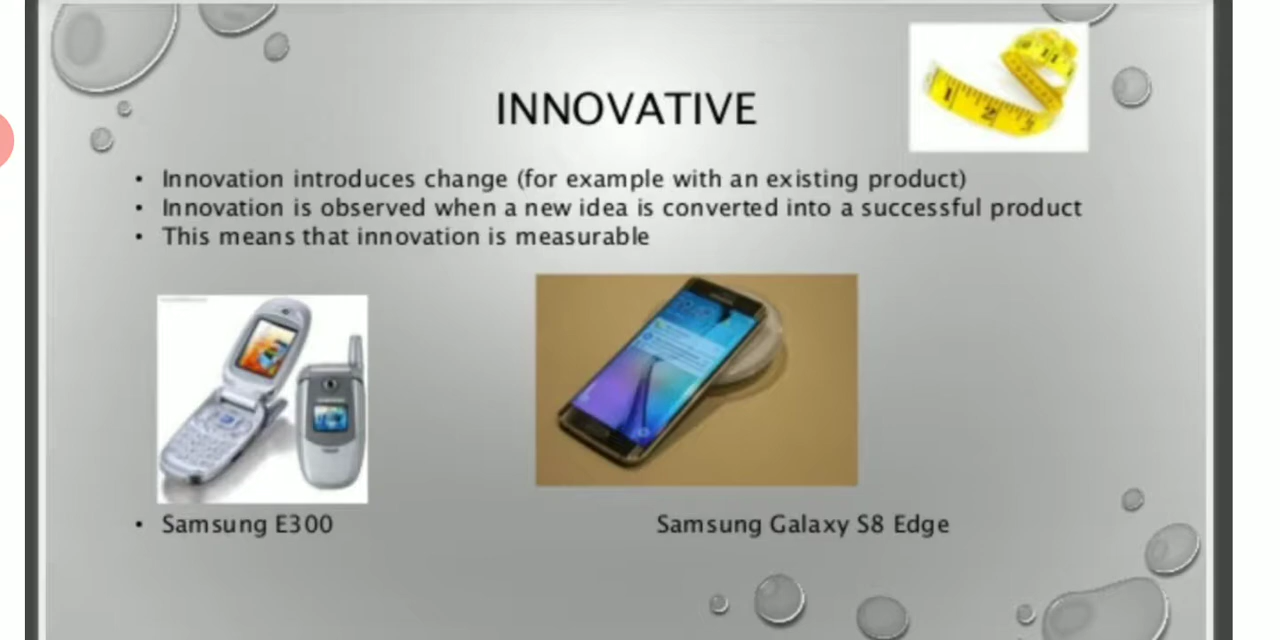 INNOVATIVE
• Innovation introduces change (for example with an existing product)
• Innovation is observed when a new idea is converted into a successful product
• This means that innovation is measurable
• Samsung E300
Samsung Galaxy S8 Edge